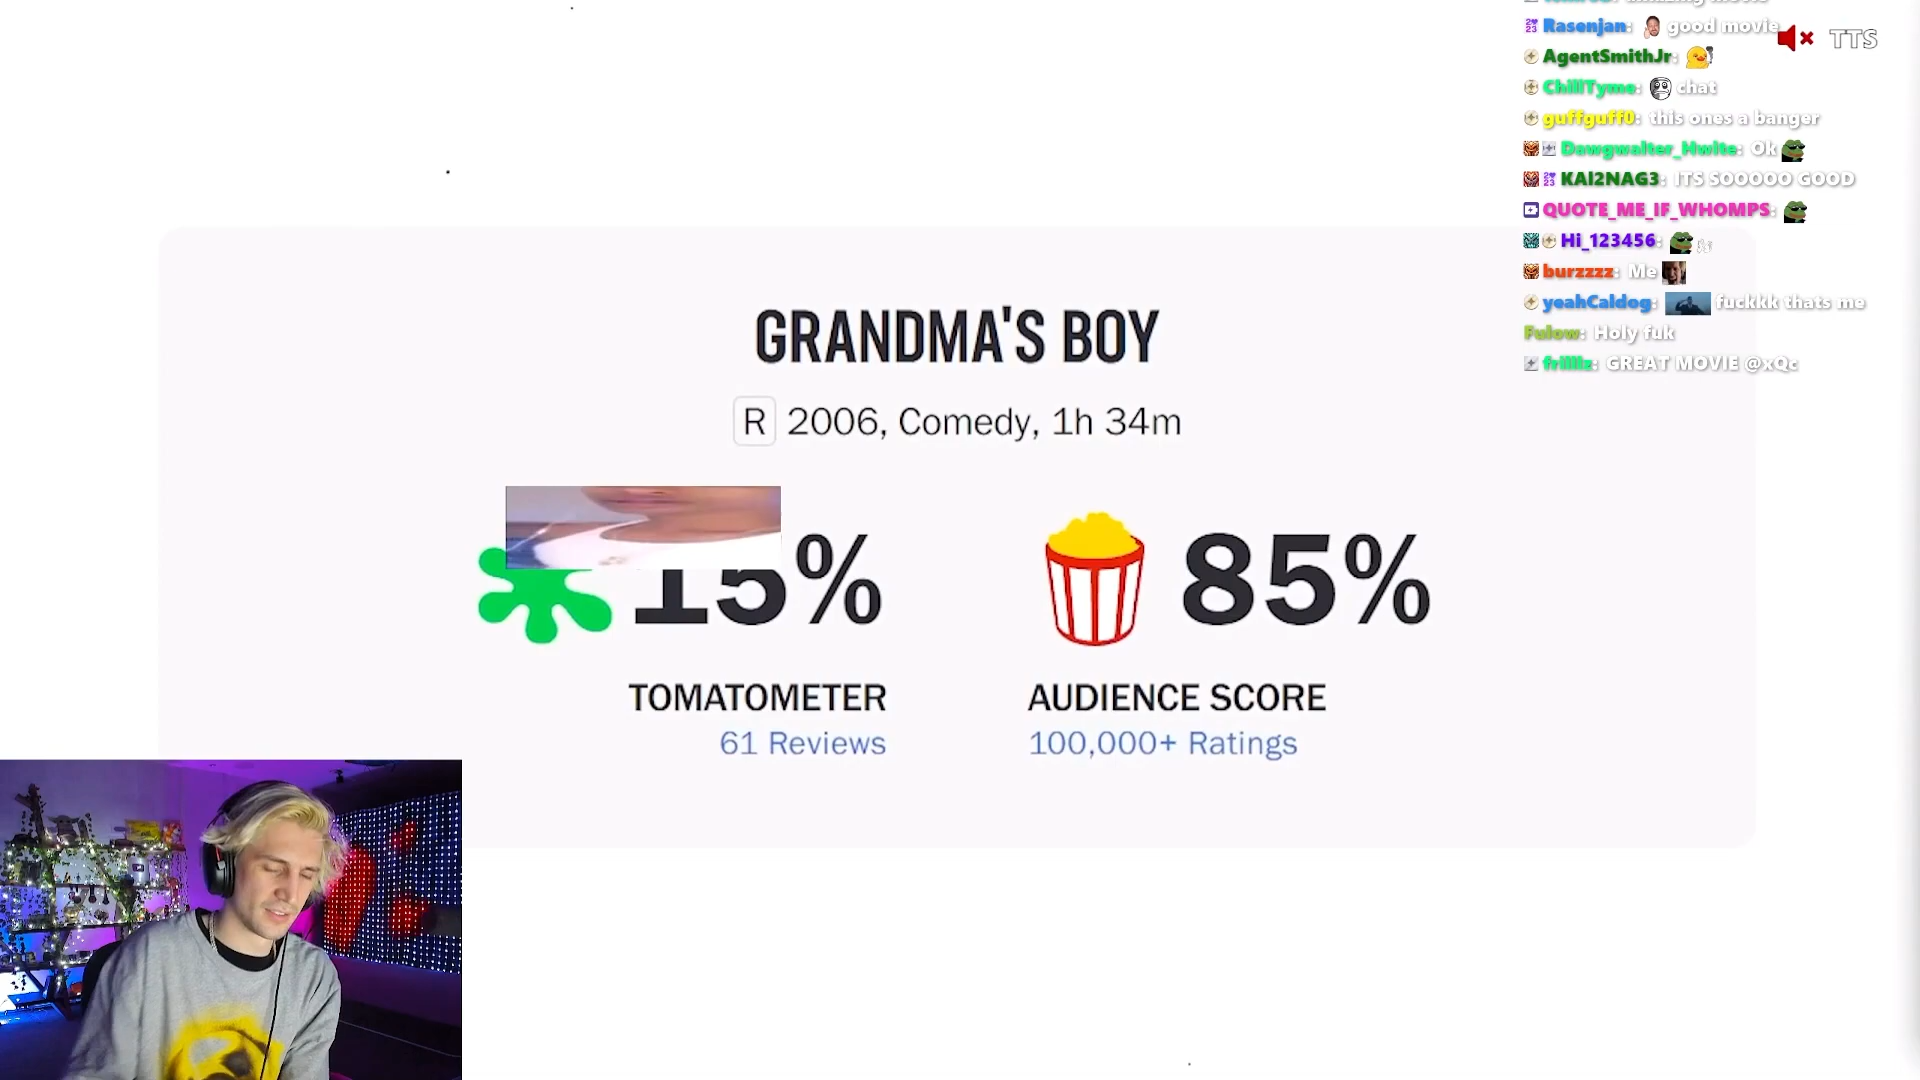 Rasenjan: good movie
TTS
AgentSmithJr:
ChillTyme: chat
guffguff0: this ones a banger
Dawgwalter_Hwite: Ok
KAI2NAG3: ITS SOOOOO GOOD
QUOTE_ME_IF_WHOMPS:
Hi_123456:
burzzzz: Me
yeahCaldog: fuckkk thats me
Fulow: Holy fuk
frilllz: GREAT MOVIE @xQc
GRANDMA'S BOY
R 2006, Comedy, 1h 34m
15% 85%
TOMATOMETER AUDIENCE SCORE
61 Reviews 100,000+ Ratings